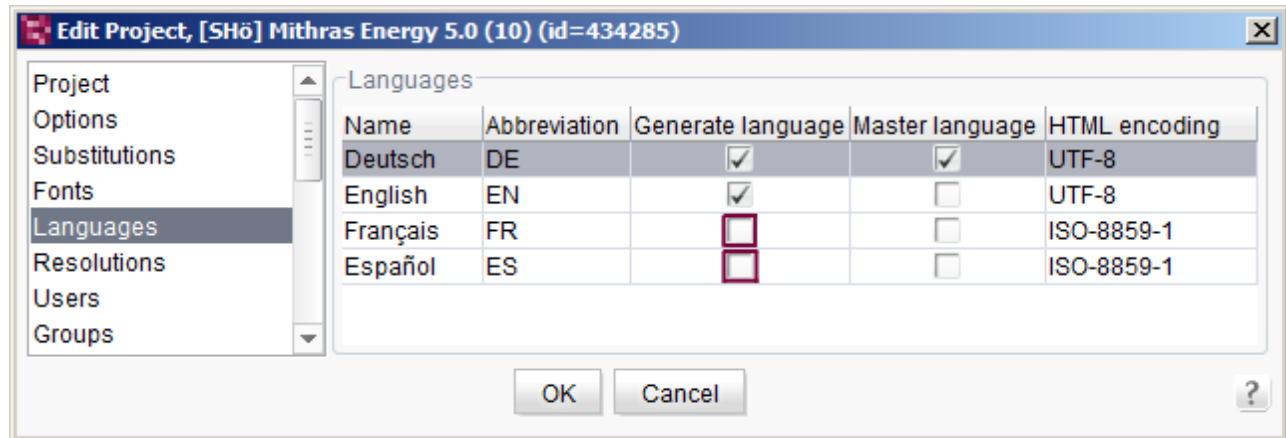 Edit Project, [SHö] Mithras Energy 5.0 (10) (id=434285)
Project
Options
Substitutions
Fonts
Languages
Resolutions
Users
Groups
Languages
Name Abbreviation Generate language Master language HTML encoding
Deutsch DE UTF-8
English EN UTF-8
Français FR ISO-8859-1
Español ES ISO-8859-1
OK Cancel ?